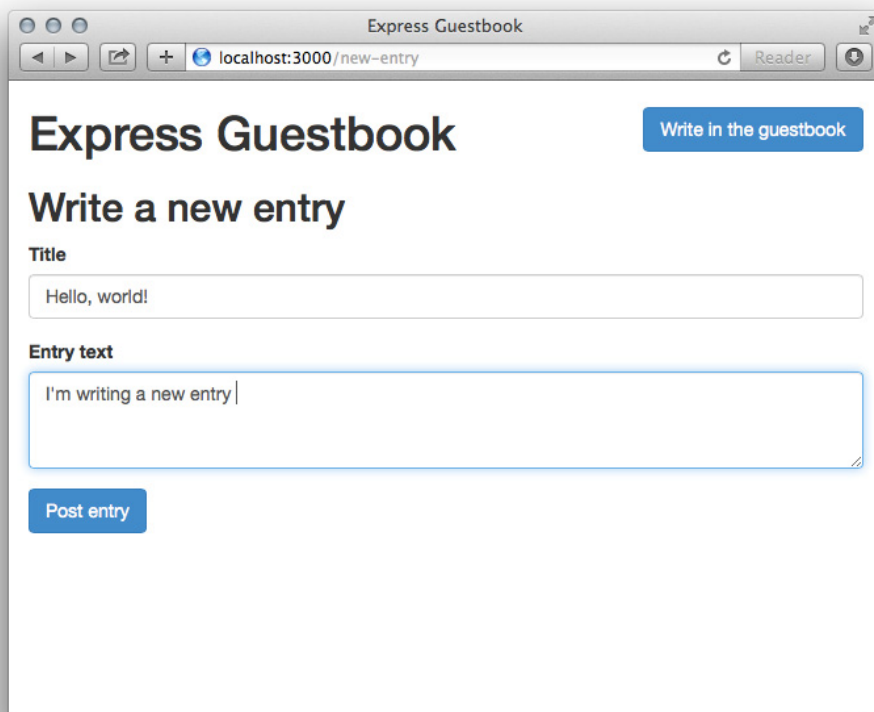 Express Guestbook
localhost:3000/new-entry
Reader
Express Guestbook
Write in the guestbook
Write a new entry
Title
Hello, world!
Entry text
I'm writing a new entry
Post entry